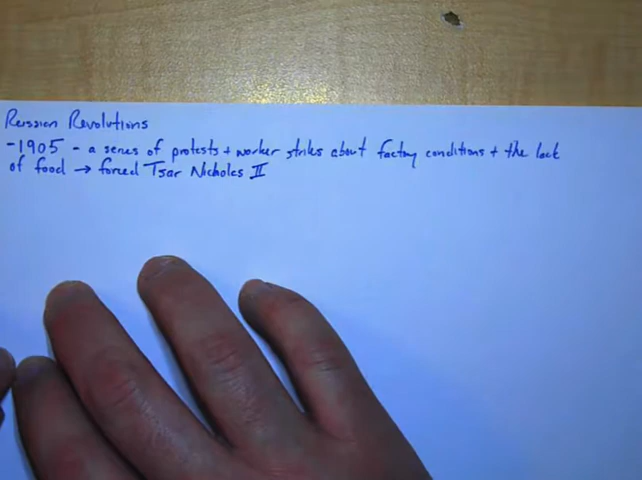 Russian Revolutions
-1905 - a series of protests + worker strikes about factory conditions + the lack
of food → forced Tsar Nicholas II